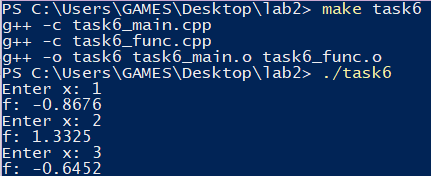 PS C:\Users\GAMES\Desktop\lab2> make task6
g++ -c task6_main.cpp
g++ -c task6_func.cpp
g++ -o task6 task6_main.o task6_func.o
PS C:\Users\GAMES\Desktop\lab2> ./task6
Enter x: 1
f: -0.8676
Enter x: 2
f: 1.3325
Enter x: 3
f: -0.6452